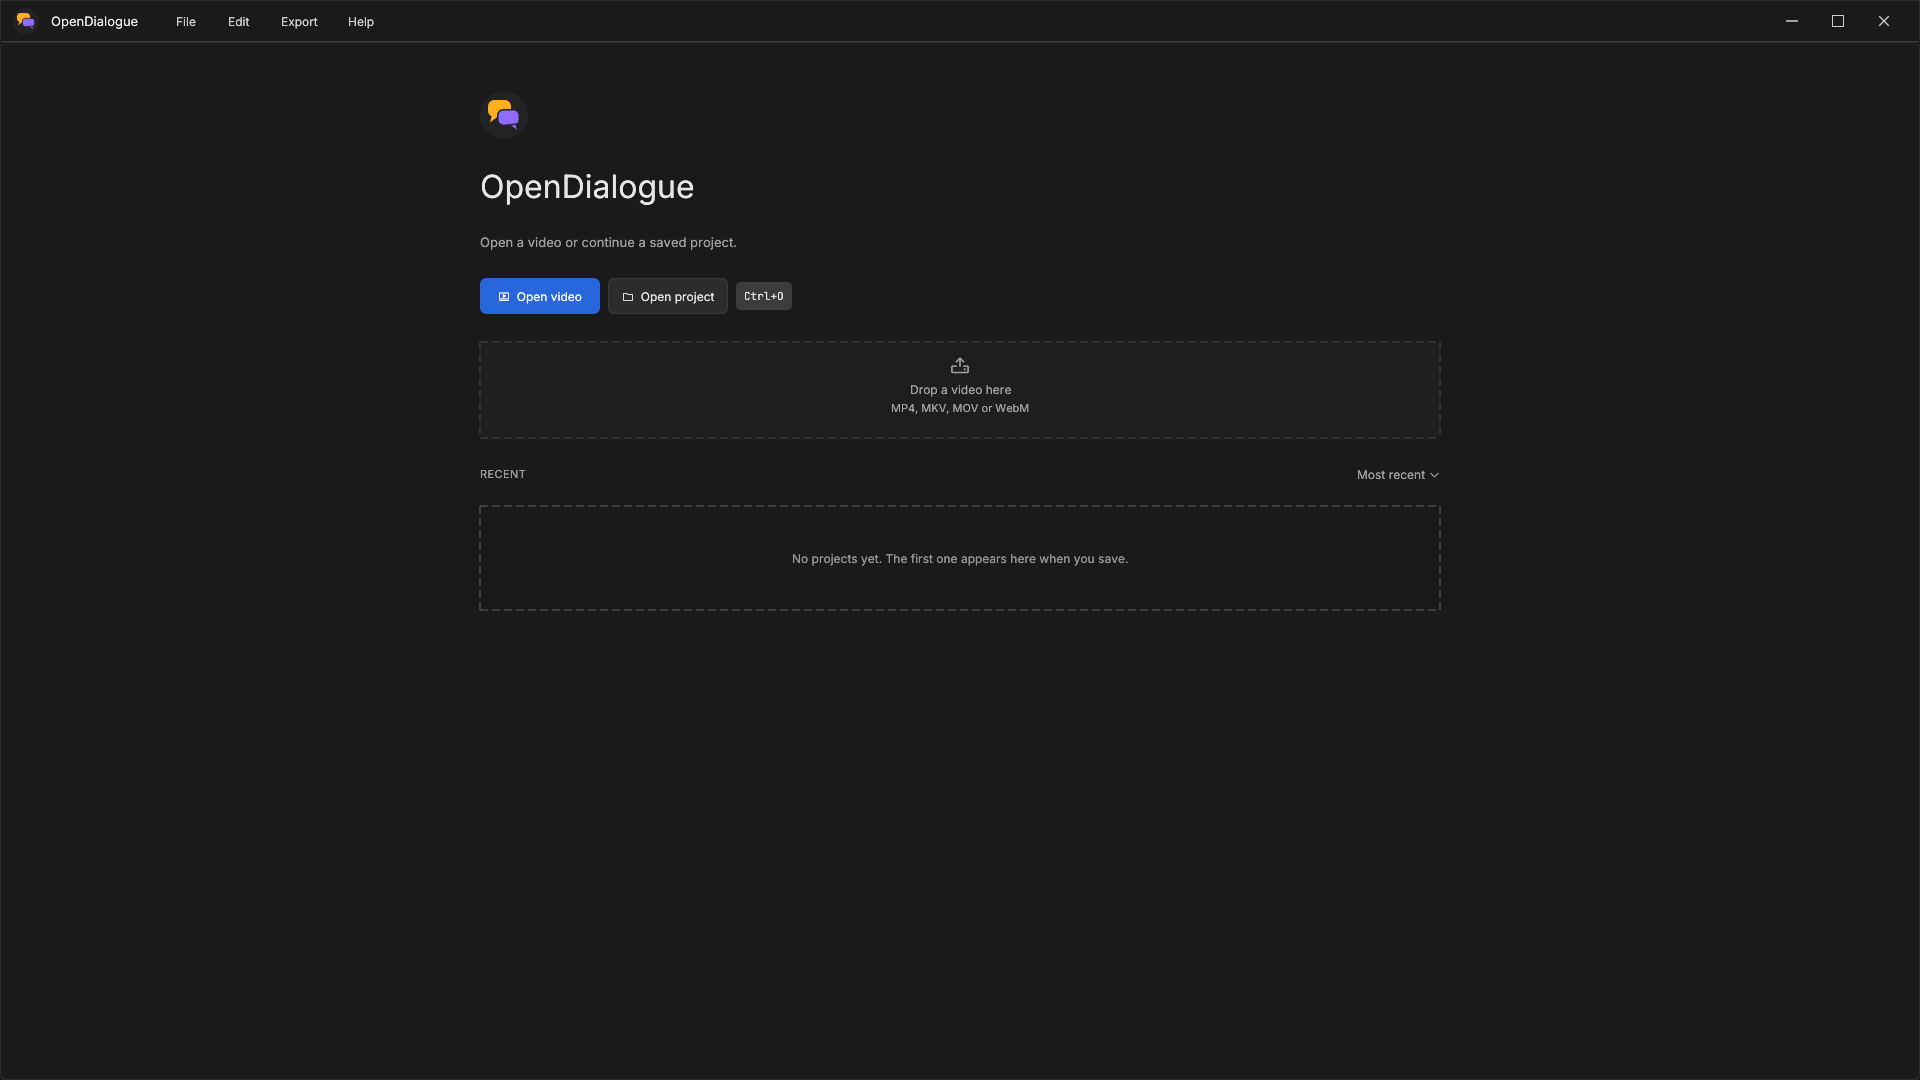 OpenDialogue File Edit Export Help
OpenDialogue
Open a video or continue a saved project.
Open video Open project Ctrl+O
Drop a video here
MP4, MKV, MOV or WebM
RECENT Most recent
No projects yet. The first one appears here when you save.